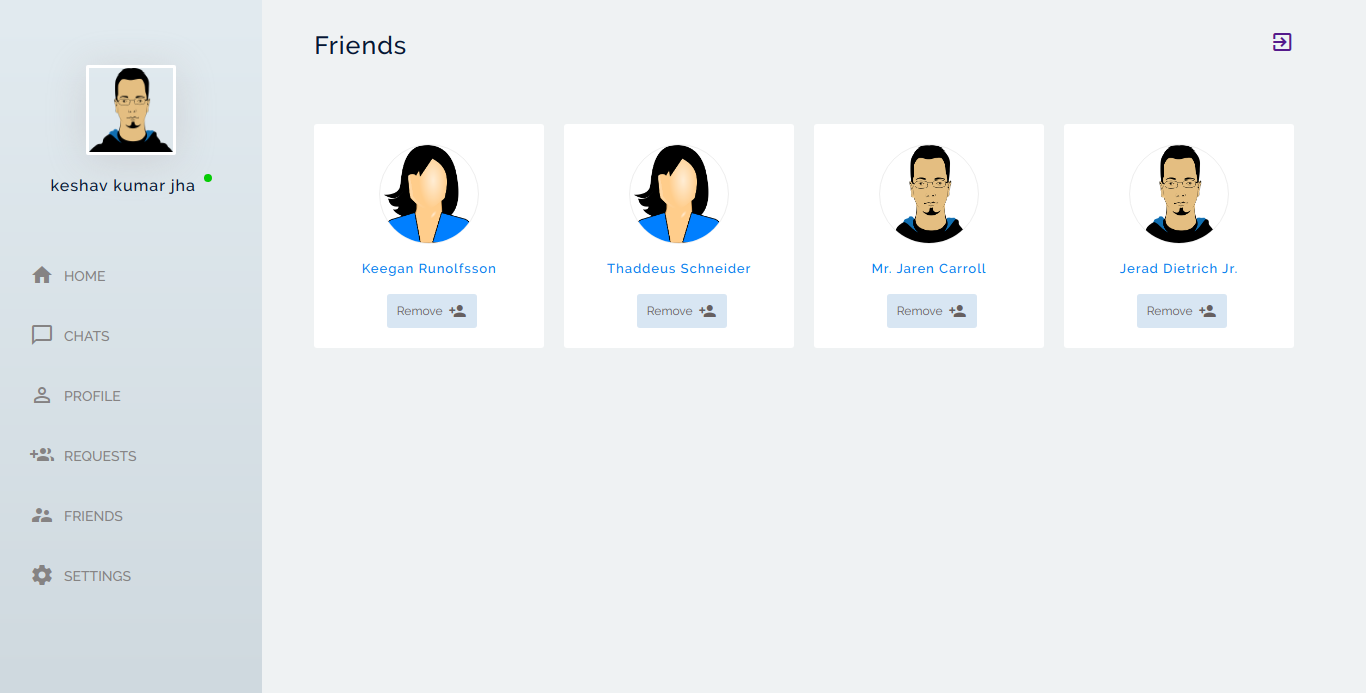 keshav kumar jha
HOME
CHATS
PROFILE
REQUESTS
FRIENDS
SETTINGS
Friends
Keegan Runolfsson
Remove
Thaddeus Schneider
Remove
Mr. Jaren Carroll
Remove
Jerad Dietrich Jr.
Remove